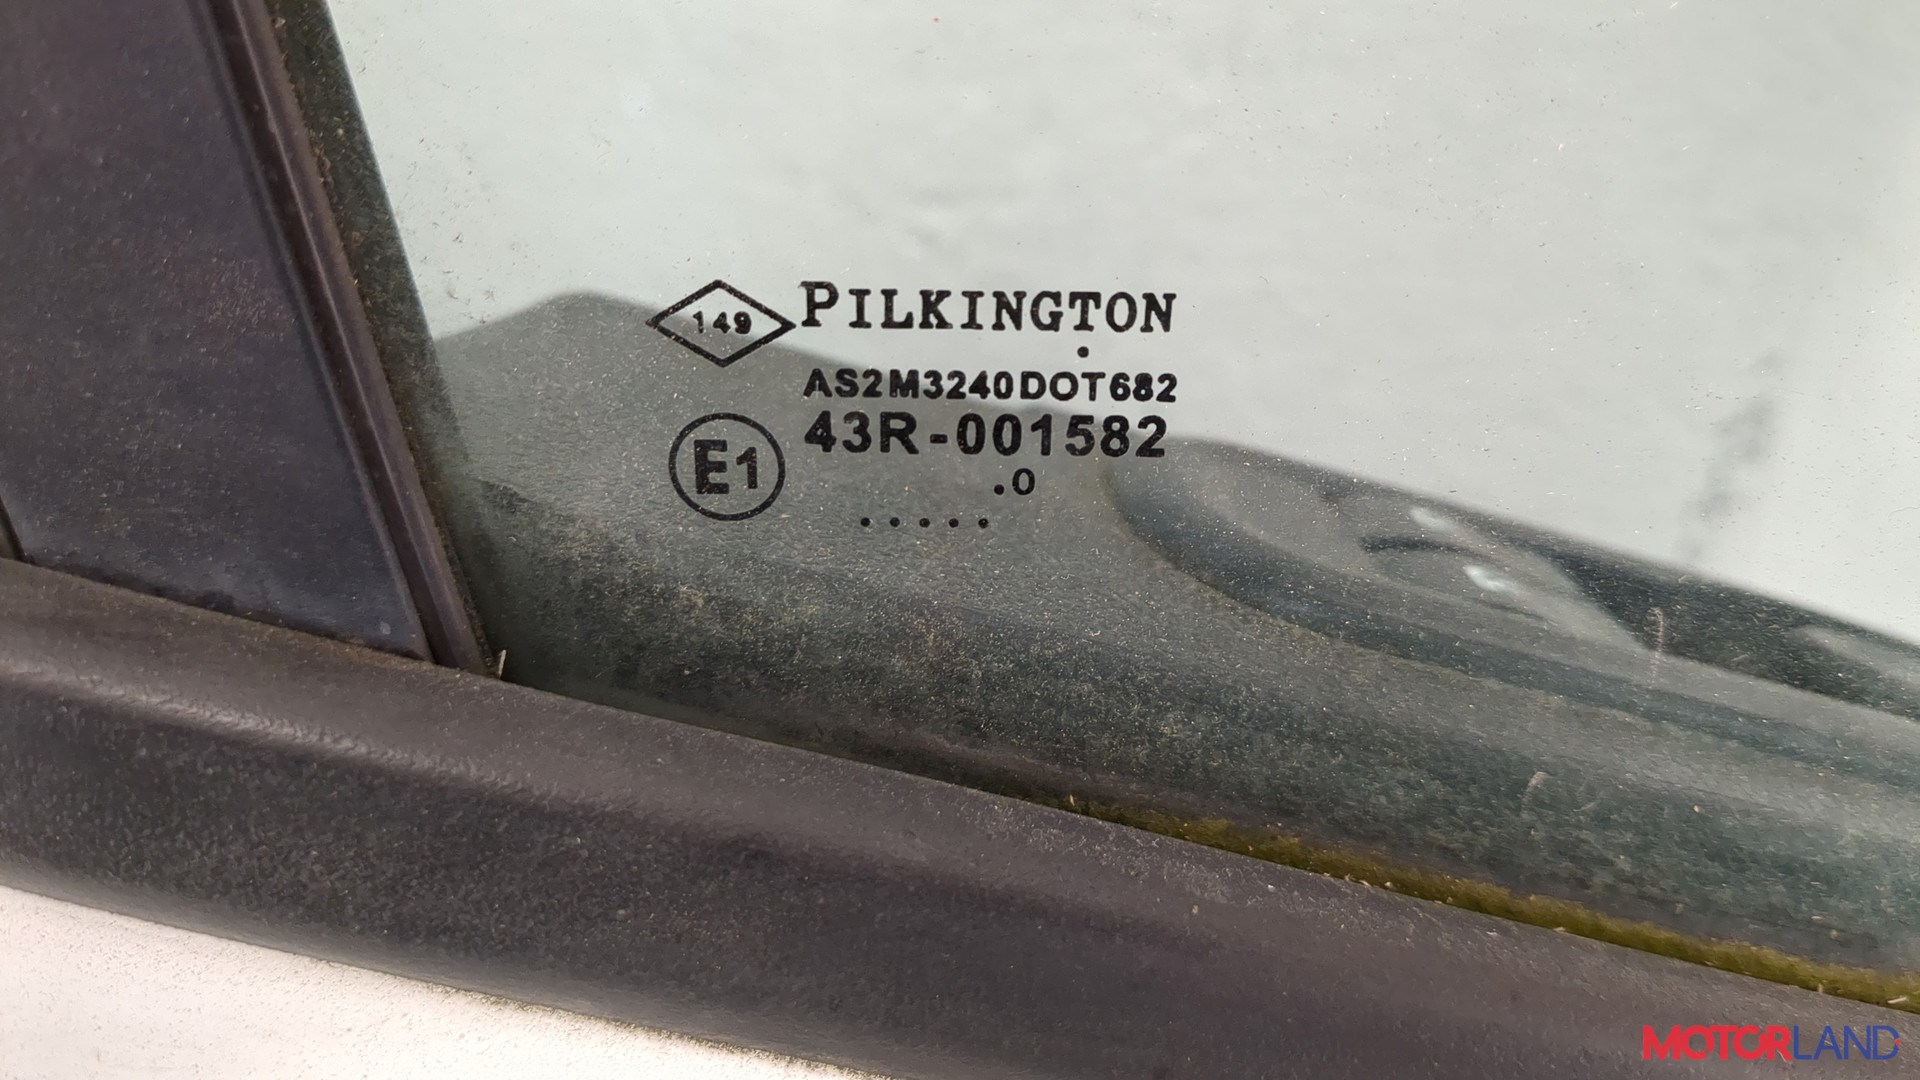 149 PILKINGTON
.
AS2M3240DOT682
E1 43R-001582
.0
.....
MOTORLAND